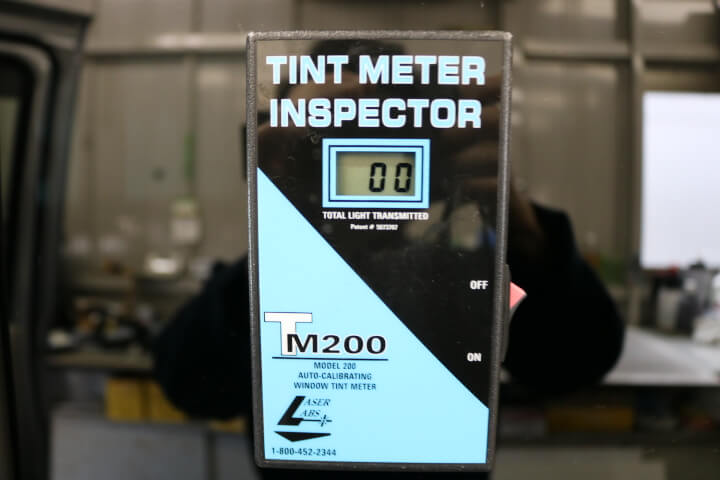 TINT METER
INSPECTOR
00
TOTAL LIGHT TRANSMITTED
OFF
ON
TM200
MODEL 200
AUTO-CALIBRATING
WINDOW TINT METER
LASER
LABS
1-800-452-2344